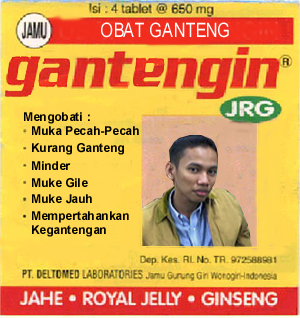 Isi : 4 tablet @ 650 mg
JAMU
OBAT GANTENG
gantengin®
JRG
Mengobati :
• Muka Pecah-Pecah
• Kurang Ganteng
• Minder
• Muke Gile
• Muke Jauh
• Mempertahankan
Kegantengan
Dep. Kes. RI. No. TR. 972588981
PT. DELTOMED LABORATORIES Jamu Gunung Giri Wonogiri-Indonesia
JAHE • ROYAL JELLY • GINSENG